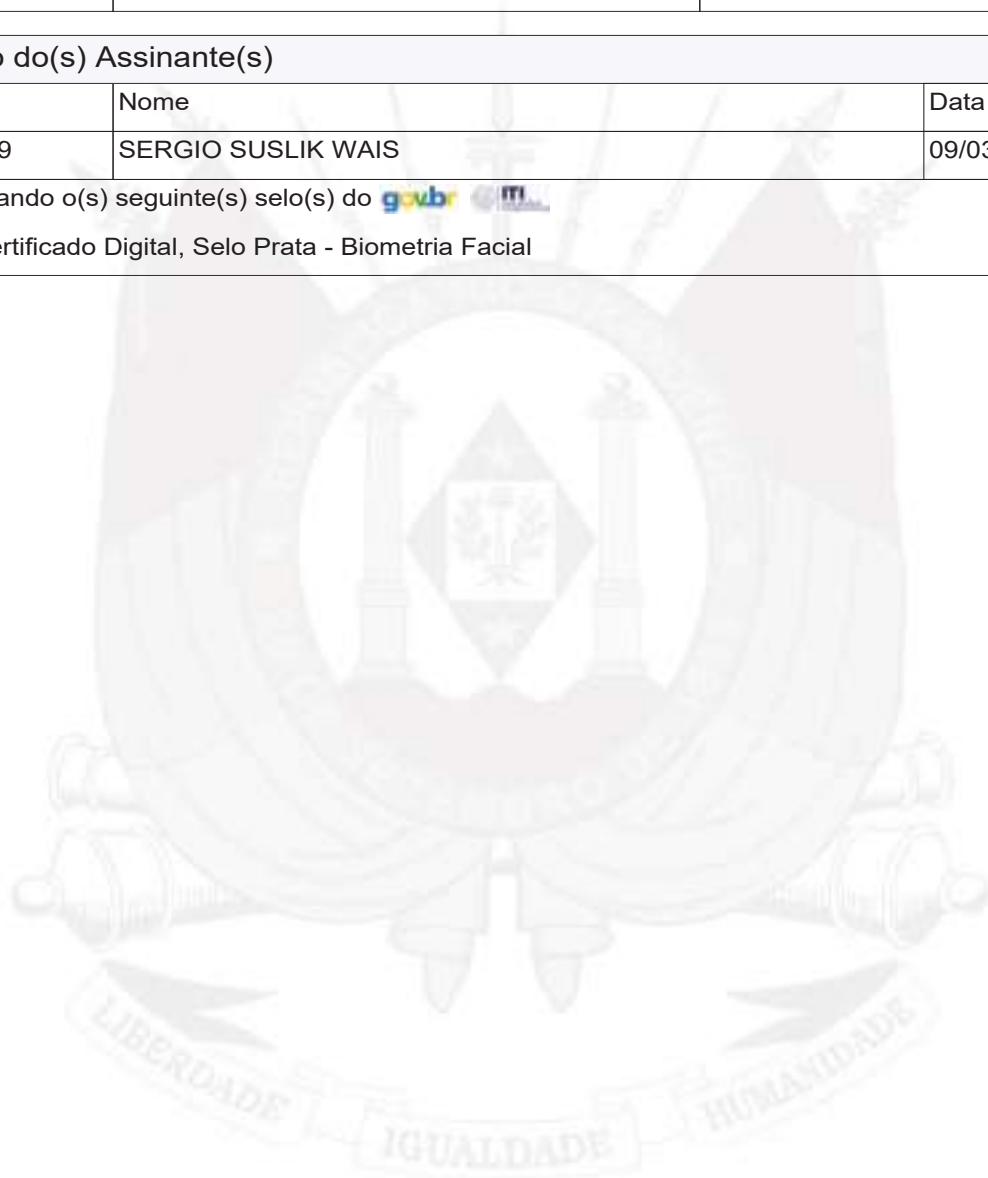 o do(s) Assinante(s)
Nome Data
9 SERGIO SUSLIK WAIS 09/03
ando o(s) seguinte(s) selo(s) do gov.br ITI
ertificado Digital, Selo Prata - Biometria Facial
LIBERDADE IGUALDADE HUMANIDADE